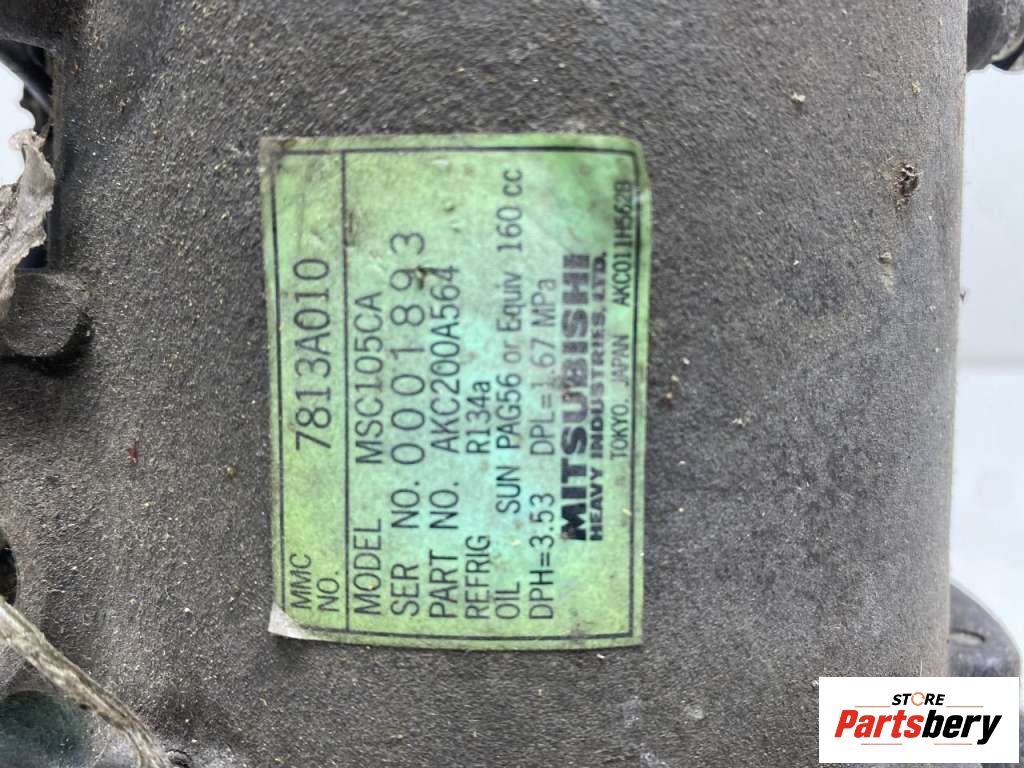 MMC NO. 7813A010
MODEL MSC105CA
SER NO. 0001893
PART NO. AKC200A564
REFRIG R134a
OIL SUN PAG56 or Equiv 160 cc
DPH=3.53 DPL=1.67 MPa
MITSUBISHI
HEAVY INDUSTRIES, LTD.
TOKYO. JAPAN AKC011H562B
STORE
Partsbery